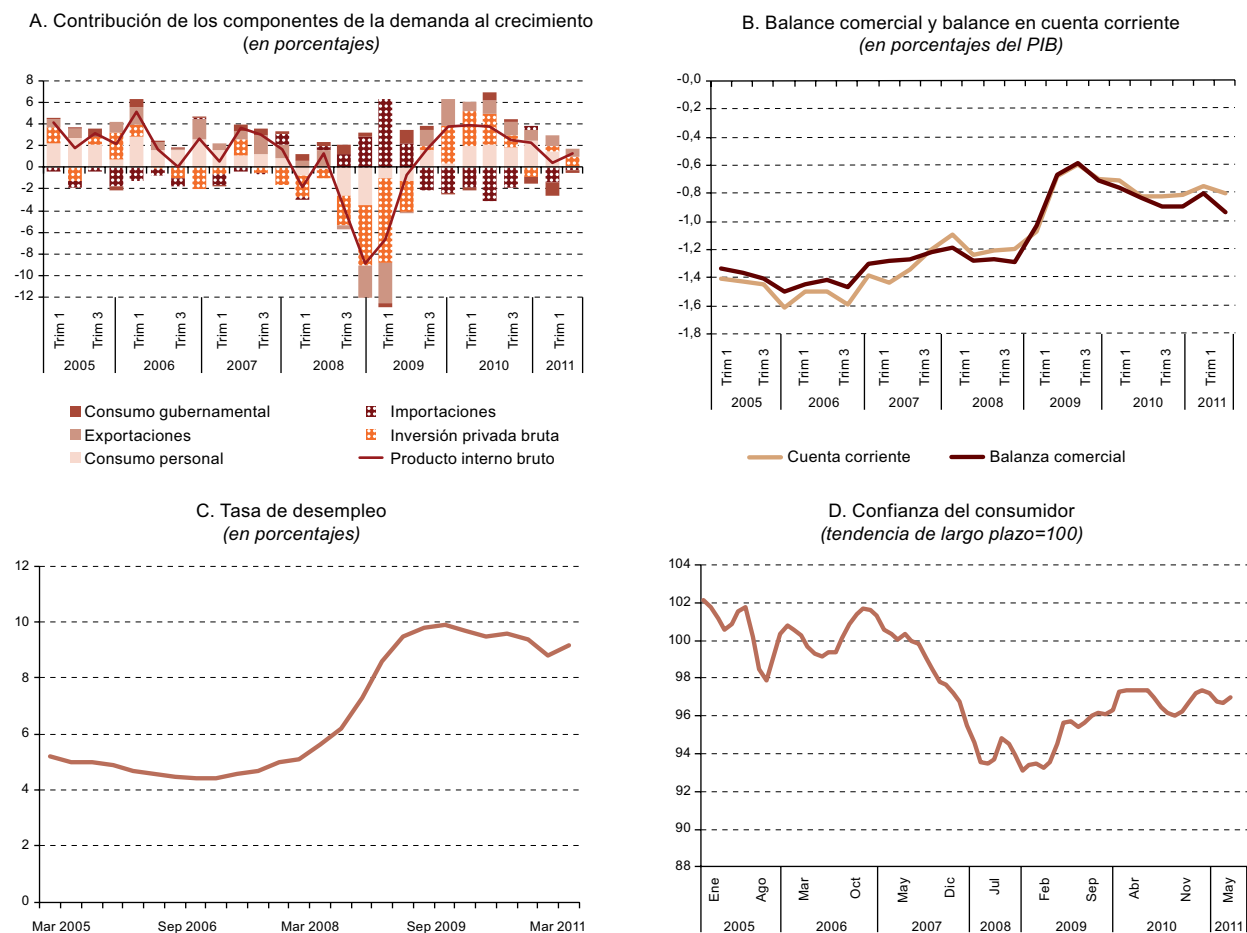 A. Contribución de los componentes de la demanda al crecimiento
(en porcentajes)
8
6
4
2
0
-2
-4
-6
-8
-10
-12
Trim 1
Trim 3
Trim 1
Trim 3
Trim 1
Trim 3
Trim 1
Trim 3
Trim 1
Trim 3
Trim 1
Trim 3
Trim 1
2005
2006
2007
2008
2009
2010
2011
Consumo gubernamental
Importaciones
Exportaciones
Inversión privada bruta
Consumo personal
Producto interno bruto
B. Balance comercial y balance en cuenta corriente
(en porcentajes del PIB)
-0,0
-0,2
-0,4
-0,6
-0,8
-1,0
-1,2
-1,4
-1,6
-1,8
Trim 1
Trim 3
Trim 1
Trim 3
Trim 1
Trim 3
Trim 1
Trim 3
Trim 1
Trim 3
Trim 1
Trim 3
Trim 1
2005
2006
2007
2008
2009
2010
2011
Cuenta corriente
Balanza comercial
C. Tasa de desempleo
(en porcentajes)
12
10
8
6
4
2
0
Mar 2005
Sep 2006
Mar 2008
Sep 2009
Mar 2011
D. Confianza del consumidor
(tendencia de largo plazo=100)
104
102
100
98
96
94
92
90
88
Ene
Ago
Mar
Oct
May
Dic
Jul
Feb
Sep
Abr
Nov
May
2005
2006
2007
2008
2009
2010
2011